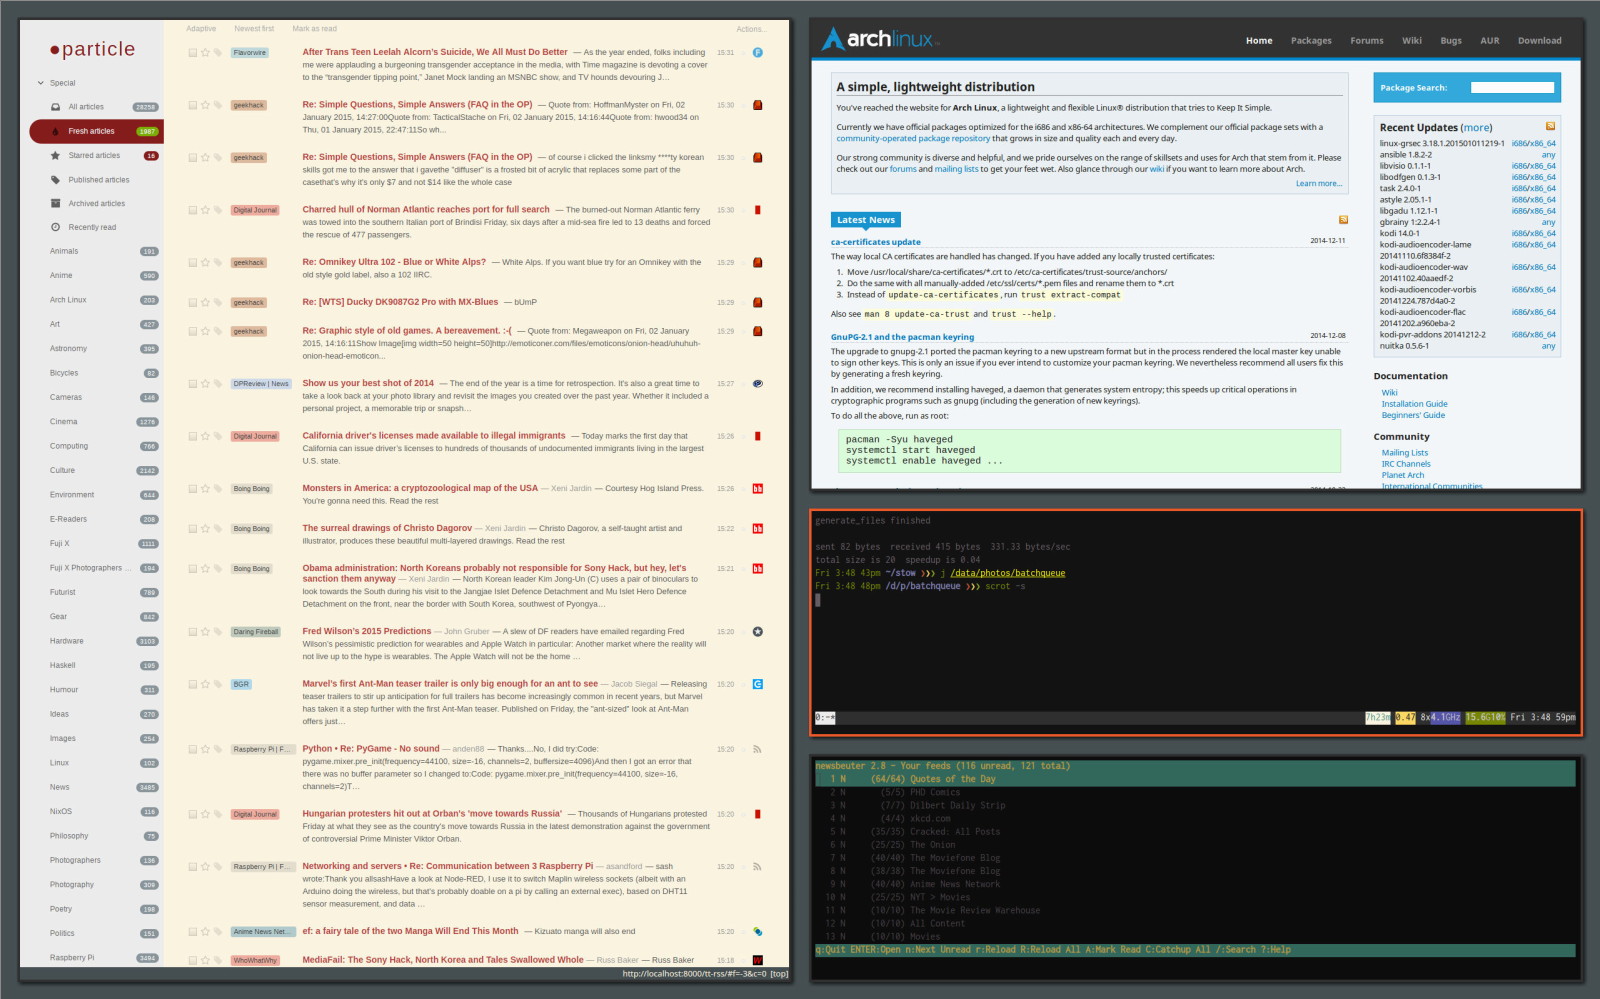 Adaptive Newest first Mark as read Actions...
•particle
Special
All articles 28258
Fresh articles 1987
Starred articles 16
Published articles
Archived articles
Recently read
Animals 191
Anime 590
Arch Linux 203
Art 427
Astronomy 395
Bicycles 82
Cameras 146
Cinema 1276
Computing 766
Culture 2142
Environment 644
E-Readers 208
Fuji X 1111
Fuji X Photographers ... 194
Futurist 789
Gear 842
Hardware 3103
Haskell 195
Humour 311
Ideas 270
Images 254
Linux 102
News 3485
NixOS 118
Philosophy 75
Photographers 136
Photography 309
Poetry 198
Politics 151
Raspberry Pi 3494
Flavorwire After Trans Teen Leelah Alcorn's Suicide, We All Must Do Better — As the year ended, folks including 15:31
me were applauding a burgeoning transgender acceptance in the media, with Time magazine is devoting a cover
to the "transgender tipping point," Janet Mock landing an MSNBC show, and TV hounds devouring J…
geekhack Re: Simple Questions, Simple Answers (FAQ in the OP) — Quote from: HoffmanMyster on Fri, 02 15:30
January 2015, 14:27:00Quote from: TacticalStache on Fri, 02 January 2015, 14:16:44Quote from: hwood34 on
Thu, 01 January 2015, 22:47:11So wh...
geekhack Re: Simple Questions, Simple Answers (FAQ in the OP) — of course i clicked the linksmy ****ty korean 15:30
skills got me to the answer that i gavethe "diffuser" is a frosted bit of acrylic that replaces some part of the
casethat's why it's only $7 and not $14 like the whole case
Digital Journal Charred hull of Norman Atlantic reaches port for full search — The burned-out Norman Atlantic ferry 15:30
was towed into the southern Italian port of Brindisi Friday, six days after a mid-sea fire led to 13 deaths and forced
the rescue of 477 passengers.
geekhack Re: Omnikey Ultra 102 - Blue or White Alps? — White Alps. If you want blue try for an Omnikey with the 15:29
old style gold label, also a 102 IIRC.
geekhack Re: [WTS] Ducky DK9087G2 Pro with MX-Blues — bUmP 15:29
geekhack Re: Graphic style of old games. A bereavement. :-( — Quote from: Megaweapon on Fri, 02 January 15:29
2015, 14:16:11Show Image[img width=50 height=50]http://emoticoner.com/files/emoticons/onion-head/uhuhuh-
onion-head-emoticon...
DPReview | News Show us your best shot of 2014 — The end of the year is a time for retrospection. It's also a great time to 15:27
take a look back at your photo library and revisit the images you created over the past year. Whether it included a
personal project, a memorable trip or snapsh…
Digital Journal California driver's licenses made available to illegal immigrants — Today marks the first day that 15:26
California can issue driver's licenses to hundreds of thousands of undocumented immigrants living in the largest
U.S. state.
Boing Boing Monsters in America: a cryptozoological map of the USA — Xeni Jardin — Courtesy Hog Island Press. 15:26
You're gonna need this. Read the rest
Boing Boing The surreal drawings of Christo Dagorov — Xeni Jardin — Christo Dagorov, a self-taught artist and 15:22
illustrator, produces these beautiful multi-layered drawings. Read the rest
Boing Boing Obama administration: North Koreans probably not responsible for Sony Hack, but hey, let's 15:21
sanction them anyway — Xeni Jardin — North Korean leader Kim Jong-Un (C) uses a pair of binoculars to
look towards the South during his visit to the Jangjae Islet Defence Detachment and Mu Islet Hero Defence
Detachment on the front, near the border with South Korea, southwest of Pyongya…
Daring Fireball Fred Wilson's 2015 Predictions — John Gruber — A slew of DF readers have emailed regarding Fred 15:20
Wilson's pessimistic prediction for wearables and Apple Watch in particular: Another market where the reality will
not live up to the hype is wearables. The Apple Watch will not be the home …
BGR Marvel's first Ant-Man teaser trailer is only big enough for an ant to see — Jacob Siegal — Releasing 15:20
teaser trailers to stir up anticipation for full trailers has become increasingly common in recent years, but Marvel
has taken it a step further with the first Ant-Man teaser. Published on Friday, the "ant-sized" look at Ant-Man
offers just…
Raspberry Pi | F… Python • Re: PyGame - No sound — anden88 — Thanks....No, I did try:Code: 15:20
pygame.mixer.pre_init(frequency=44100, size=-16, channels=2, buffersize=4096)And then I got an error that
there was no buffer parameter so I changed to:Code: pygame.mixer.pre_init(frequency=44100, size=-16,
channels=2)T…
Digital Journal Hungarian protesters hit out at Orban's 'move towards Russia' — Thousands of Hungarians protested 15:20
Friday at what they see as the country's move towards Russia in the latest demonstration against the government
of controversial Prime Minister Viktor Orban.
Raspberry Pi | F… Networking and servers • Re: Communication between 3 Raspberry Pi — asandford — sash 15:20
wrote:Thank you allsashHave a look at Node-RED, I use it to switch Maplin wireless sockets (albeit with an
Arduino doing the wireless, but that's probably doable on a pi by calling an external exec), based on DHT11
sensor measurement, and data …
Anime News Net... ef: a fairy tale of the two Manga Will End This Month — Kizuato manga will also end 15:20
WhoWhatWhy MediaFail: The Sony Hack, North Korea and Tales Swallowed Whole — Russ Baker — Russ Baker 15:18
http://localhost:8000/tt-rss/#f=-3&c=0 [top]
archlinux
Home Packages Forums Wiki Bugs AUR Download
A simple, lightweight distribution
You've reached the website for Arch Linux, a lightweight and flexible Linux® distribution that tries to Keep It Simple.
Currently we have official packages optimized for the i686 and x86-64 architectures. We complement our official package sets with a
community-operated package repository that grows in size and quality each and every day.
Our strong community is diverse and helpful, and we pride ourselves on the range of skillsets and uses for Arch that stem from it. Please
check out our forums and mailing lists to get your feet wet. Also glance through our wiki if you want to learn more about Arch.
Learn more...
Latest News
ca-certificates update 2014-12-11
The way local CA certificates are handled has changed. If you have added any locally trusted certificates:
1. Move /usr/local/share/ca-certificates/*.crt to /etc/ca-certificates/trust-source/anchors/
2. Do the same with all manually-added /etc/ssl/certs/*.pem files and rename them to *.crt
3. Instead of update-ca-certificates, run trust extract-compat
Also see man 8 update-ca-trust and trust --help.
GnuPG-2.1 and the pacman keyring 2014-12-08
The upgrade to gnupg-2.1 ported the pacman keyring to a new upstream format but in the process rendered the local master key unable
to sign other keys. This is only an issue if you ever intend to customize your pacman keyring. We nevertheless recommend all users fix this
by generating a fresh keyring.
In addition, we recommend installing haveged, a daemon that generates system entropy; this speeds up critical operations in
cryptographic programs such as gnupg (including the generation of new keyrings).
To do all the above, run as root:
pacman -Syu haveged
systemctl start haveged
systemctl enable haveged ...
Package Search:
Recent Updates (more)
linux-grsec 3.18.1.201501011219-1 i686/x86_64
ansible 1.8.2-2 any
libvisio 0.1.1-1 i686/x86_64
libodfgen 0.1.3-1 i686/x86_64
task 2.4.0-1 i686/x86_64
astyle 2.05.1-1 i686/x86_64
libgadu 1.12.1-1 i686/x86_64
gbrainy 1:2.2.4-1 any
kodi 14.0-1 i686/x86_64
kodi-audioencoder-lame i686/x86_64
20141110.6f8384f-2
kodi-audioencoder-wav i686/x86_64
20141102.40aaedf-2
kodi-audioencoder-vorbis i686/x86_64
20141224.787d4a0-2
kodi-audioencoder-flac i686/x86_64
20141202.a960eba-2
kodi-pvr-addons 20141212-2 i686/x86_64
nuitka 0.5.6-1 any
Documentation
Wiki
Installation Guide
Beginners' Guide
Community
Mailing Lists
IRC Channels
Planet Arch
International Communities
generate_files finished
sent 82 bytes received 415 bytes 331.33 bytes/sec
total size is 20 speedup is 0.04
Fri 3:48 43pm ~/stow ❯❯❯ j /data/photos/batchqueue
Fri 3:48 48pm /d/p/batchqueue ❯❯❯ scrot -s
0:-* 7h23m 0.47 8x4.1GHz 15.6G10% Fri 3:48 59pm
newsbeuter 2.8 - Your feeds (116 unread, 121 total)
1 N (64/64) Quotes of the Day
2 N (5/5) PHD Comics
3 N (7/7) Dilbert Daily Strip
4 N (4/4) xkcd.com
5 N (35/35) Cracked: All Posts
6 N (25/25) The Onion
7 N (40/40) The Moviefone Blog
8 N (38/38) The Moviefone Blog
9 N (40/40) Anime News Network
10 N (25/25) NYT > Movies
11 N (10/10) The Movie Review Warehouse
12 N (10/10) All Content
13 N (10/10) Movies
q:Quit ENTER:Open n:Next Unread r:Reload R:Reload All A:Mark Read C:Catchup All /:Search ?:Help